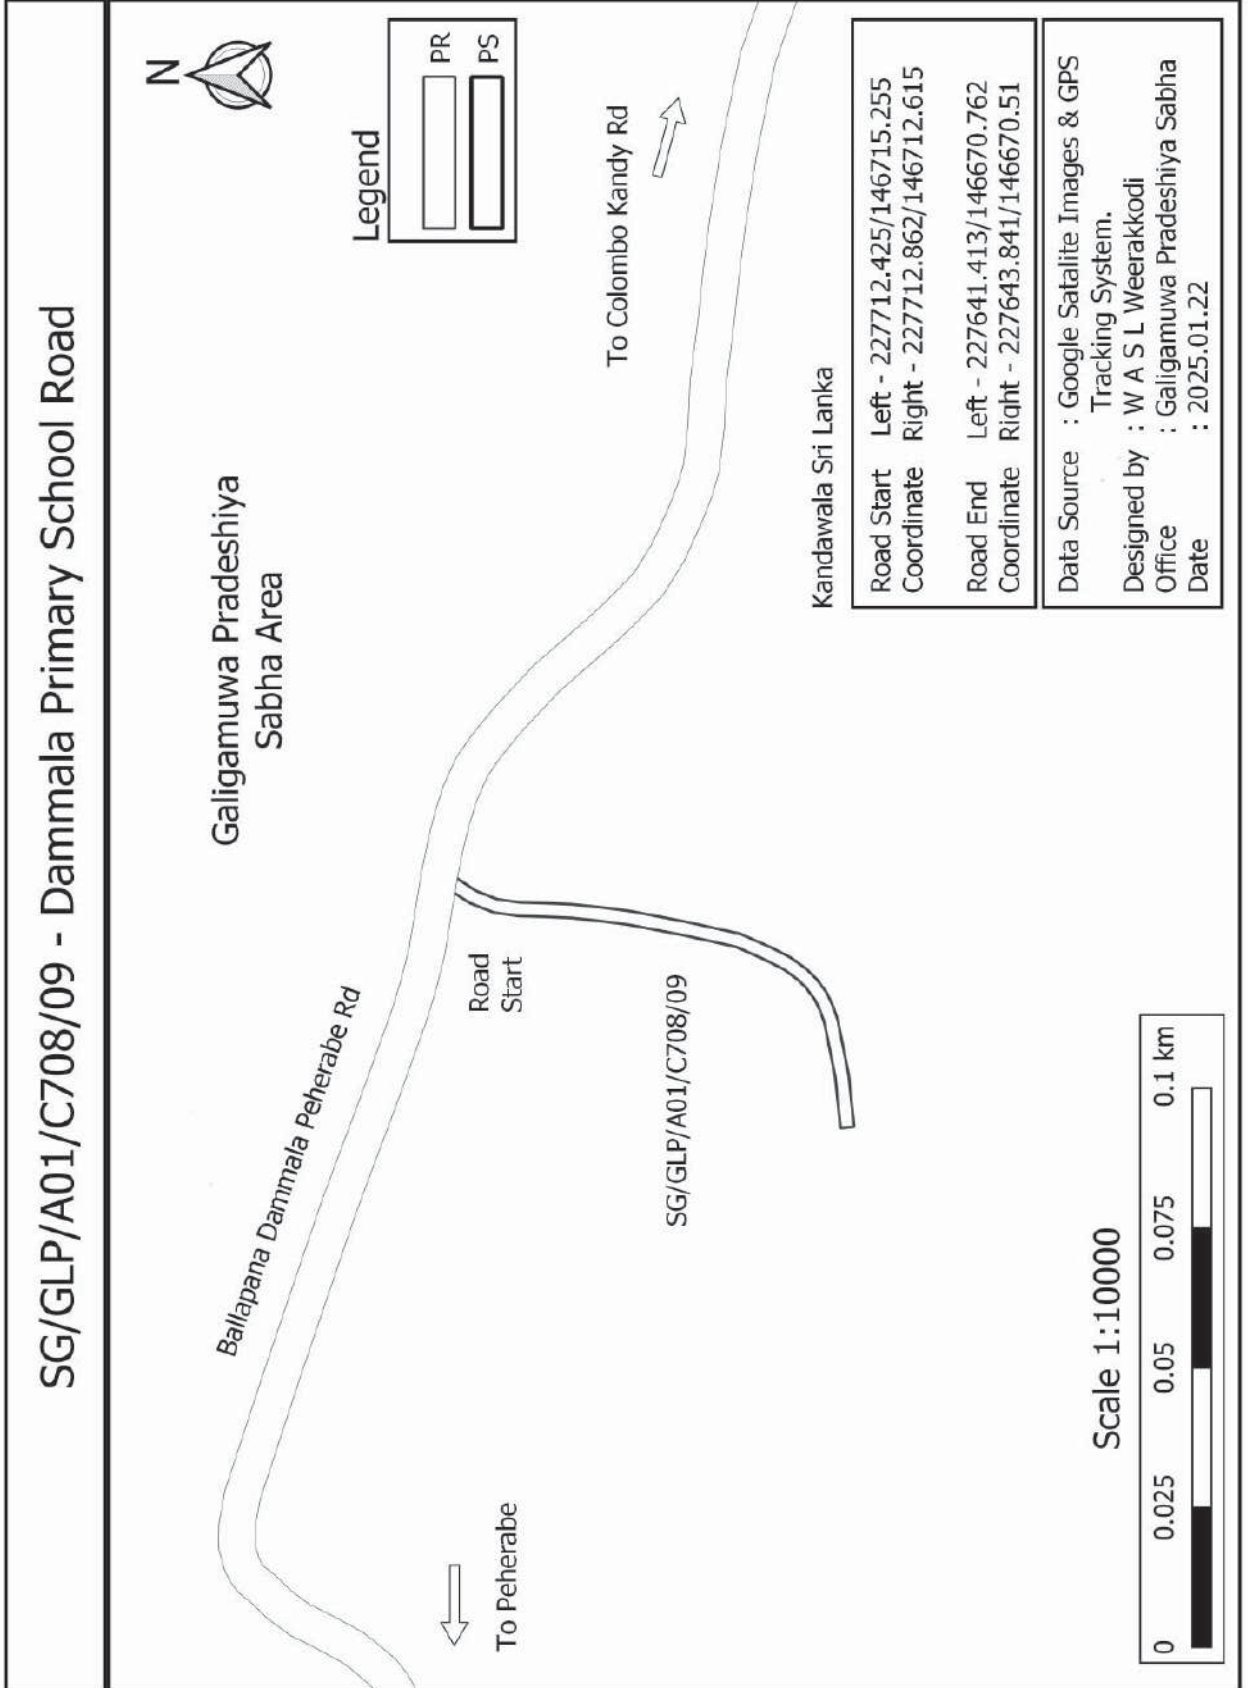 SG/GLP/A01/C708/09 - Dammala Primary School Road
N
Galigamuwa Pradeshiya
Sabha Area
Legend
PR
PS
Ballapana Dammala Peherabe Rd
To Colombo Kandy Rd
Road
Start
To Peherabe
SG/GLP/A01/C708/09
Kandawala Sri Lanka
Road Start Left - 227712.425/146715.255
Coordinate Right - 227712.862/146712.615
Road End Left - 227641.413/146670.762
Coordinate Right - 227643.841/146670.51
Data Source : Google Satalite Images & GPS
Tracking System.
Designed by : W A S L Weerakkodi
Office : Galigamuwa Pradeshiya Sabha
Date : 2025.01.22
Scale 1:10000
0 0.025 0.05 0.075 0.1 km